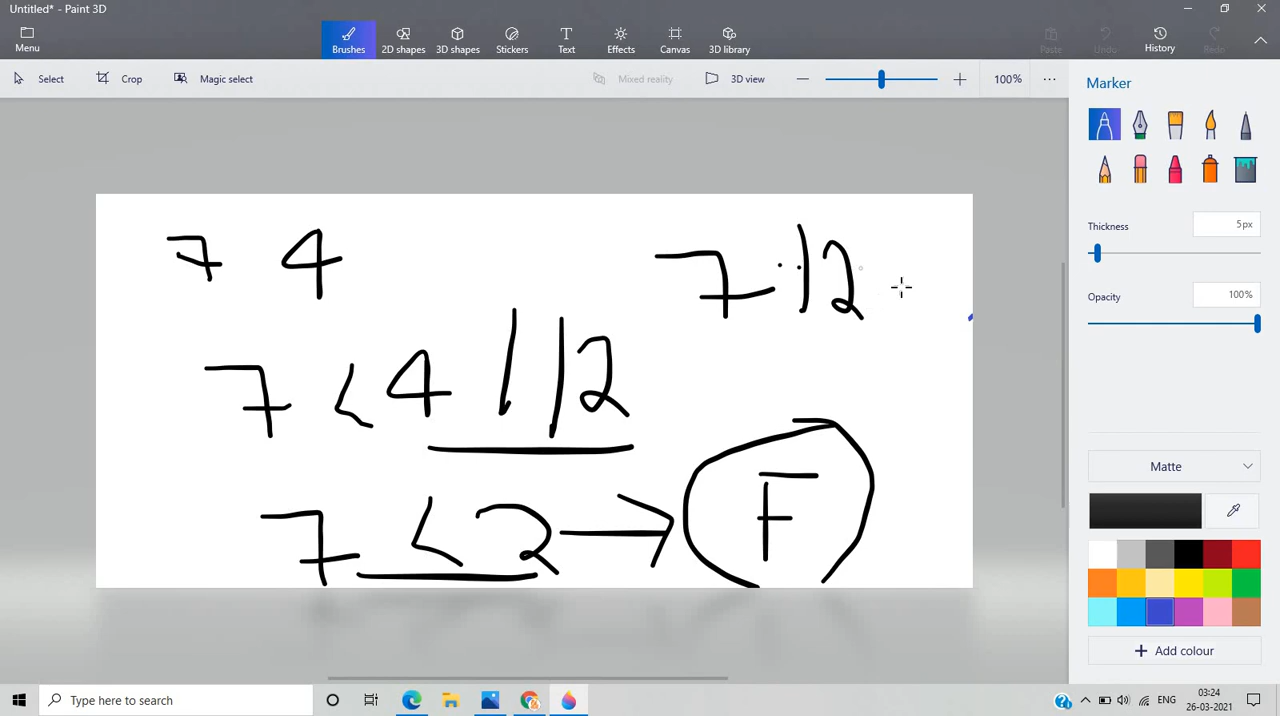 Untitled* - Paint 3D
Menu
Brushes
2D shapes
3D shapes
Stickers
Text
Effects
Canvas
3D library
Paste
Undo
History
Redo
Select
Crop
Magic select
Mixed reality
3D view
100%
Marker
Thickness
5px
Opacity
100%
Matte
Add colour
7 4
7 12
7 < 4 | | 2
7 < 2 → F
Type here to search
ENG
03:24
26-03-2021